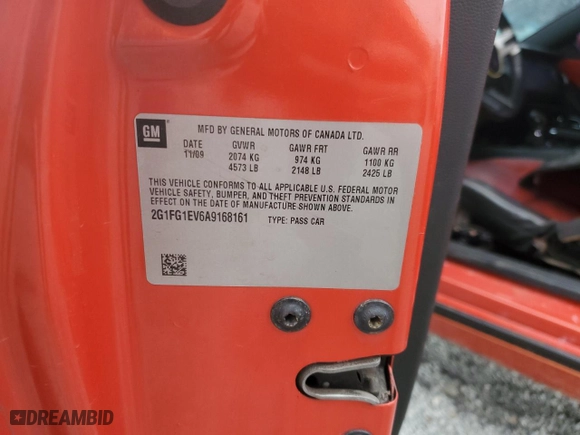 GM
MFD BY GENERAL MOTORS OF CANADA LTD.
DATE GVWR GAWR FRT GAWR RR
11/09 2074 KG 974 KG 1100 KG
4573 LB 2148 LB 2425 LB
THIS VEHICLE CONFORMS TO ALL APPLICABLE U.S. FEDERAL MOTOR
VEHICLE SAFETY, BUMPER, AND THEFT PREVENTION STANDARDS IN
EFFECT ON THE DATE OF MANUFACTURE SHOWN ABOVE.
2G1FG1EV6A9168161 TYPE: PASS CAR
DREAMBID